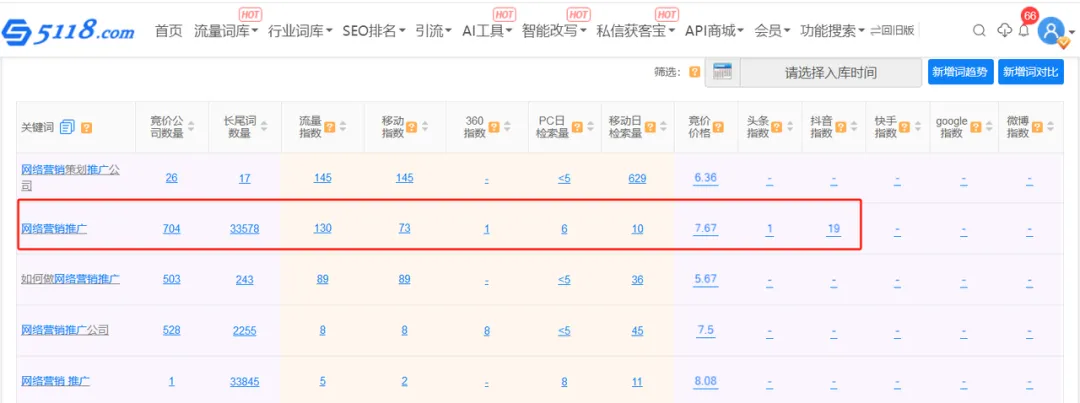 5118.com 首页 流量词库 HOT 行业词库 SEO排名 引流 HOT AI工具 智能改写 HOT 私信获客宝 HOT API商城 会员 功能搜索 回旧版 66
筛选: ? 请选择入库时间 新增词趋势 新增词对比
关键词 ? 竞价公司数量 长尾词数量 流量指数 ? 移动指数 ? 360指数 ? PC日检索量 ? 移动日检索量 ? 竞价价格 ? 头条指数 ? 抖音指数 ? 快手指数 ? google指数 ? 微博指数 ?
网络营销策划推广公司 26 17 145 145 - <5 629 6.36 - - - - -
网络营销推广 704 33578 130 73 1 6 10 7.67 1 19 - - -
如何做网络营销推广 503 243 89 89 - <5 36 5.67 - - - - -
网络营销推广公司 528 2255 8 8 8 <5 45 7.5 - - - - -
网络营销 推广 1 33845 5 2 - 8 11 8.08 - - - - -